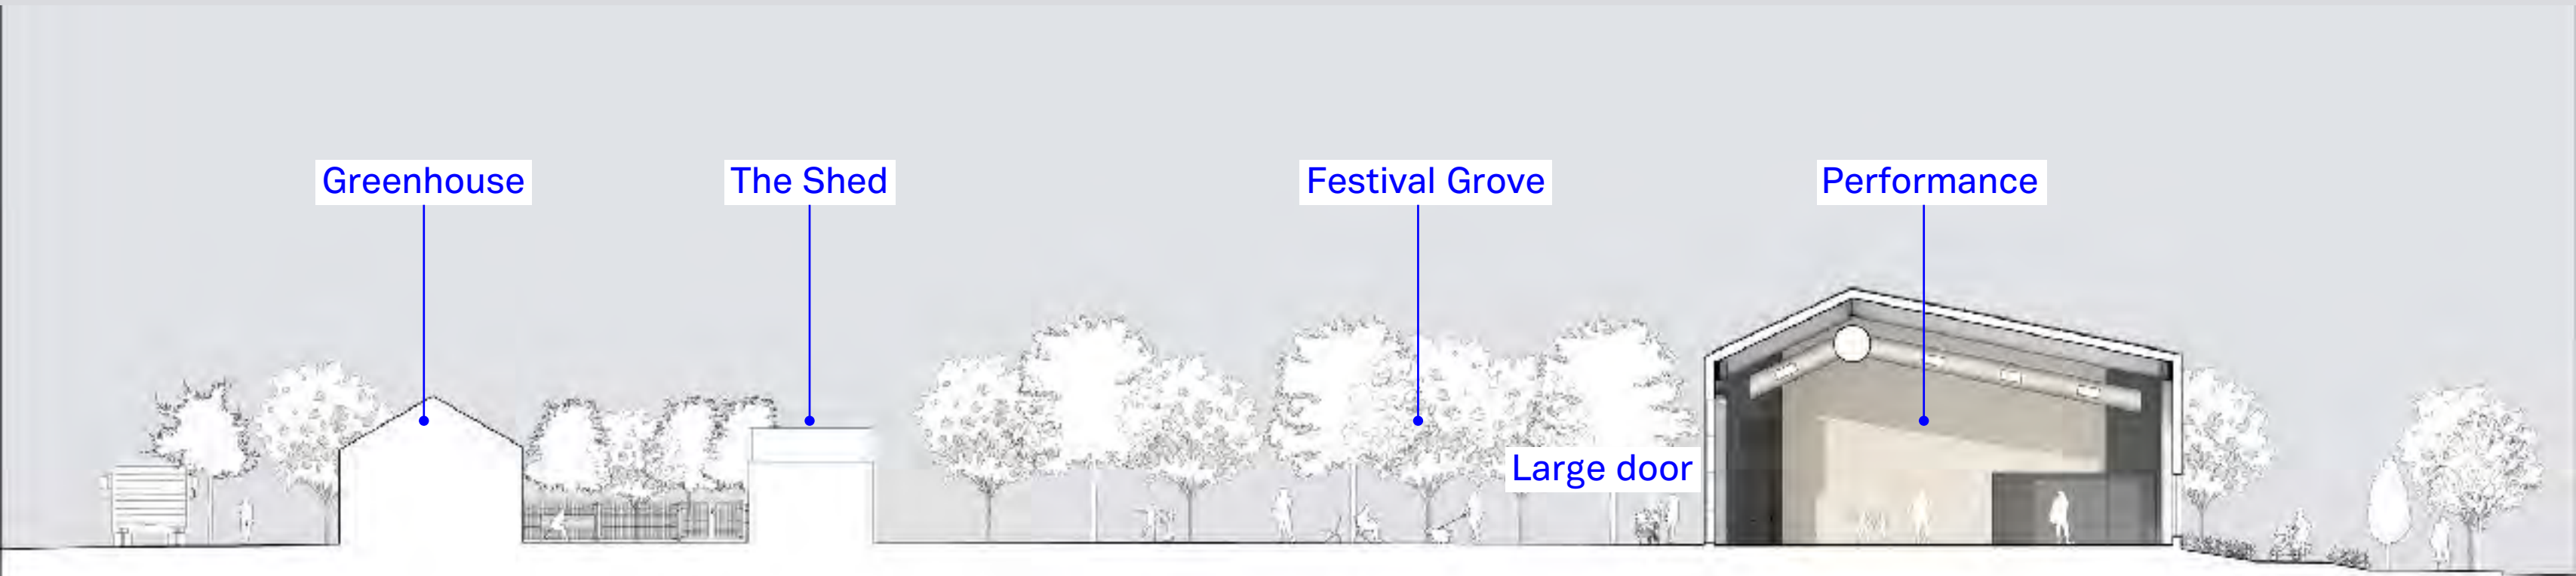 Greenhouse
The Shed
Festival Grove
Performance
Large door